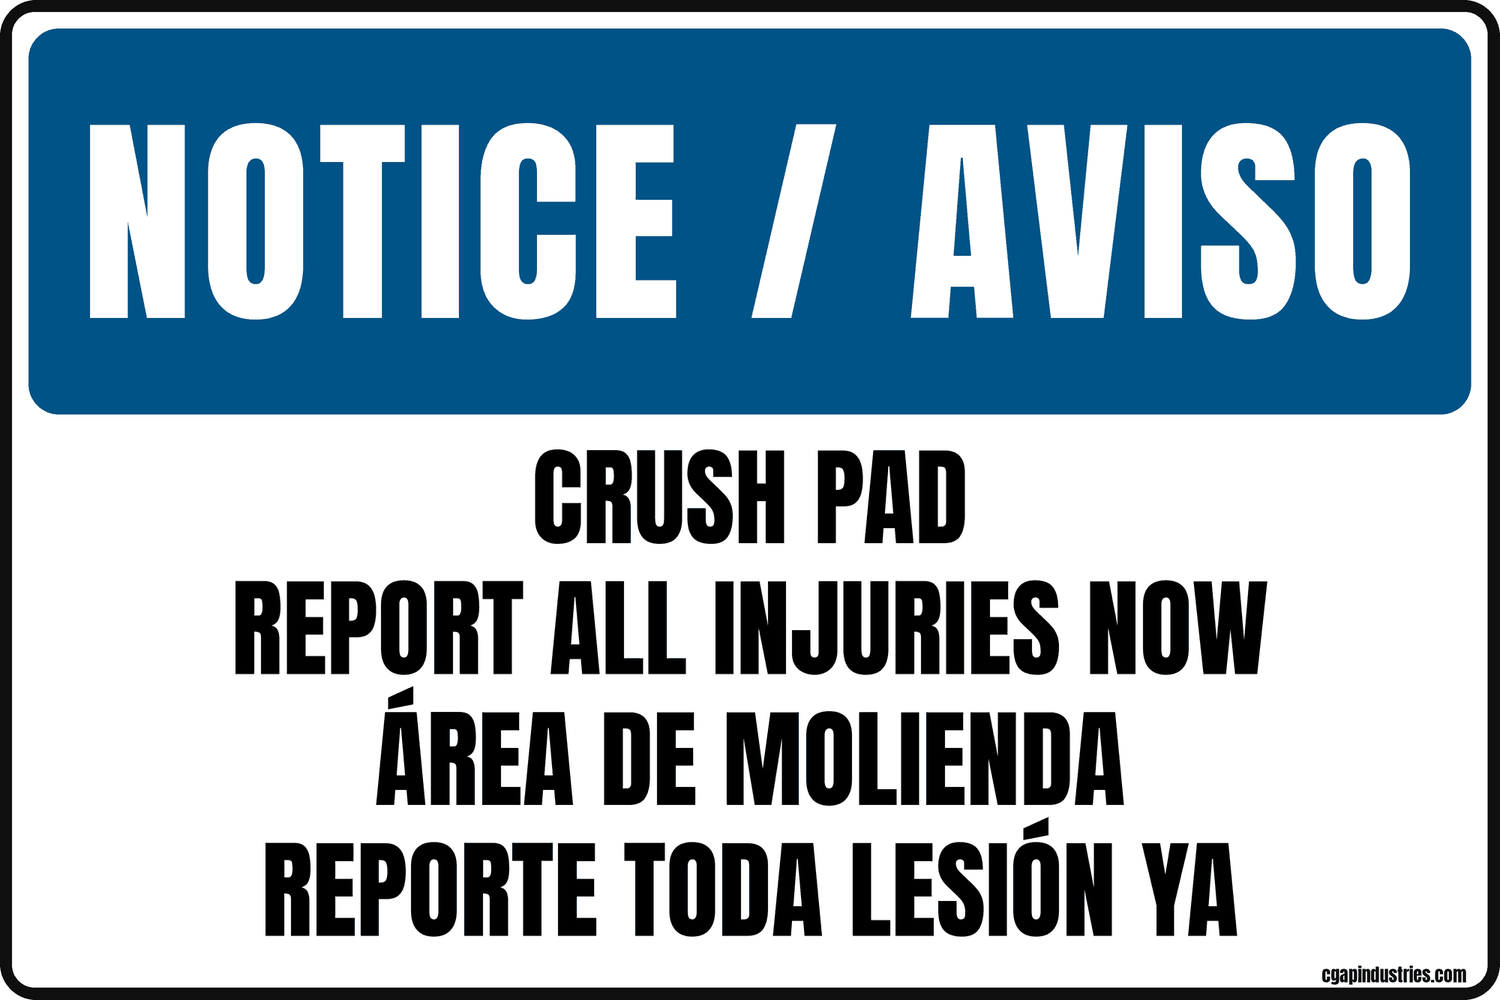 NOTICE / AVISO
CRUSH PAD
REPORT ALL INJURIES NOW
ÁREA DE MOLIENDA
REPORTE TODA LESIÓN YA
cgapindustries.com